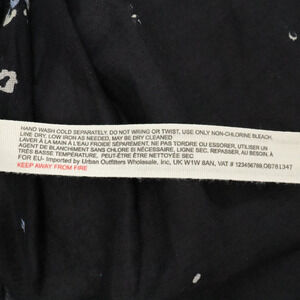 HAND WASH COLD SEPARATELY, DO NOT WRING OR TWIST, USE ONLY NON-CHLORINE BLEACH,
LINE DRY, LOW IRON AS NEEDED, MAY BE DRY CLEANED
LAVER À LA MAIN À L'EAU FROIDE SÉPARÉMENT. NE PAS TORDRE OU ESSORER, UTILISER UN
AGENT DE BLANCHIMENT SANS CHLORE SI NÉCESSAIRE, LIGNE SEC. REPASSER, AU BESOIN, À
TRÈS BASSE TEMPÉRATURE, PEUT-ÊTRE ÊTRE NETTOYÉE SEC
FOR EU- Imported by Urban Outfitters Wholesale, Inc, UK W1W 8AN, VAT # 123456789,OB781347
KEEP AWAY FROM FIRE